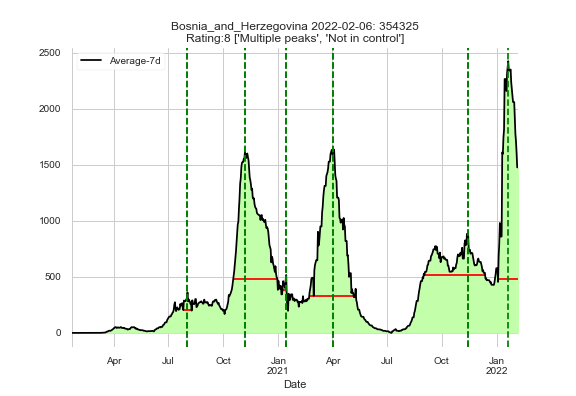 Bosnia_and_Herzegovina 2022-02-06: 354325
Rating:8 ['Multiple peaks', 'Not in control']
Average-7d
2500
2000
1500
1000
500
0
Apr Jul Oct Jan Apr Jul Oct Jan
2021 2022
Date